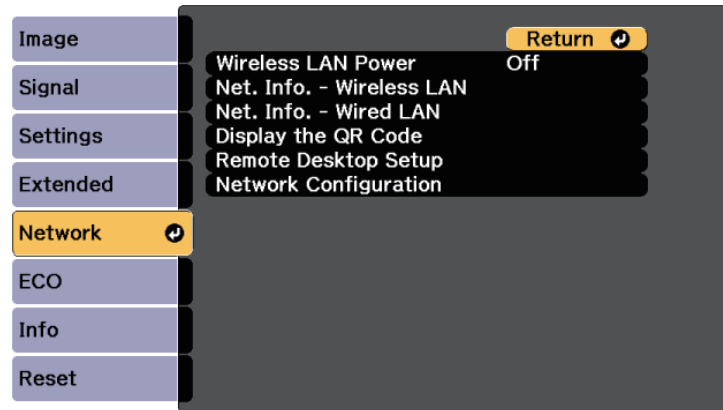 Image
Signal
Settings
Extended
Network
ECO
Info
Reset
Return
Wireless LAN Power Off
Net. Info. - Wireless LAN
Net. Info. - Wired LAN
Display the QR Code
Remote Desktop Setup
Network Configuration